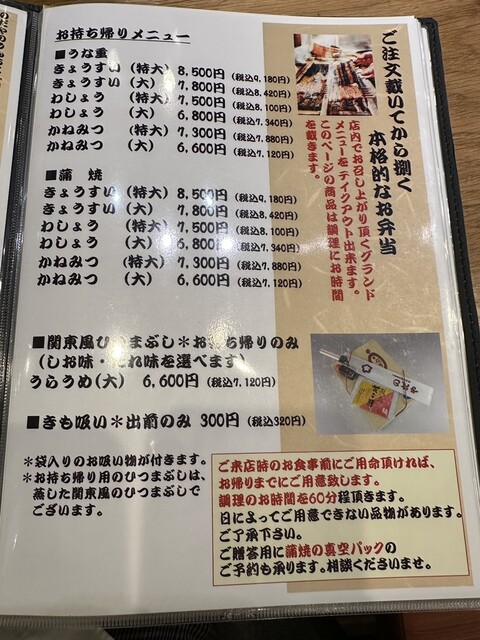 お持ち帰りメニュー
■うな重
きょうすい (特大) 8,500円 (税込9,180円)
きょうすい (大) 7,800円 (税込8,420円)
わしょう (特大) 7,500円 (税込8,100円)
わしょう (大) 6,800円 (税込7,340円)
かねみつ (特大) 7,300円 (税込7,880円)
かねみつ (大) 6,600円 (税込7,120円)
■蒲焼
きょうすい (特大) 8,500円 (税込9,180円)
きょうすい (大) 7,800円 (税込8,420円)
わしょう (特大) 7,500円 (税込8,100円)
わしょう (大) 6,800円 (税込7,340円)
かねみつ (特大) 7,300円 (税込7,880円)
かねみつ (大) 6,600円 (税込7,120円)
■関東風ひつまぶし*お持ち帰りのみ
(しお味・たれ味を選べます)
うらうめ(大) 6,600円 (税込7,120円)
■きも吸い*出前のみ 300円 (税込320円)
*袋入りのお吸い物が付きます。
*お持ち帰り用のひつまぶしは、
蒸した関東風のひつまぶしで
ございます。
ご注文戴いてから捌く
本格的なお弁当
店内でお召し上がり頂くグランド
メニューをテイクアウト出来ます。
このページの商品は調理にお時間
を戴きます。
ご来店時のお食事前にご用命頂ければ、
お帰りまでにご用意致します。
調理のお時間を60分程頂きます。
日によってご用意できない品物があります。
ご了承下さい。
ご贈答用に蒲焼の真空パックの
ご予約も承ります。相談くださいませ。